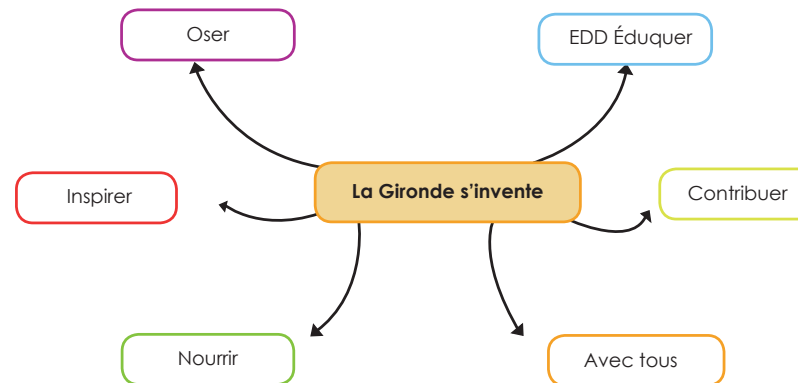 Oser
EDD Éduquer
Inspirer
La Gironde s’invente
Contribuer
Nourrir
Avec tous